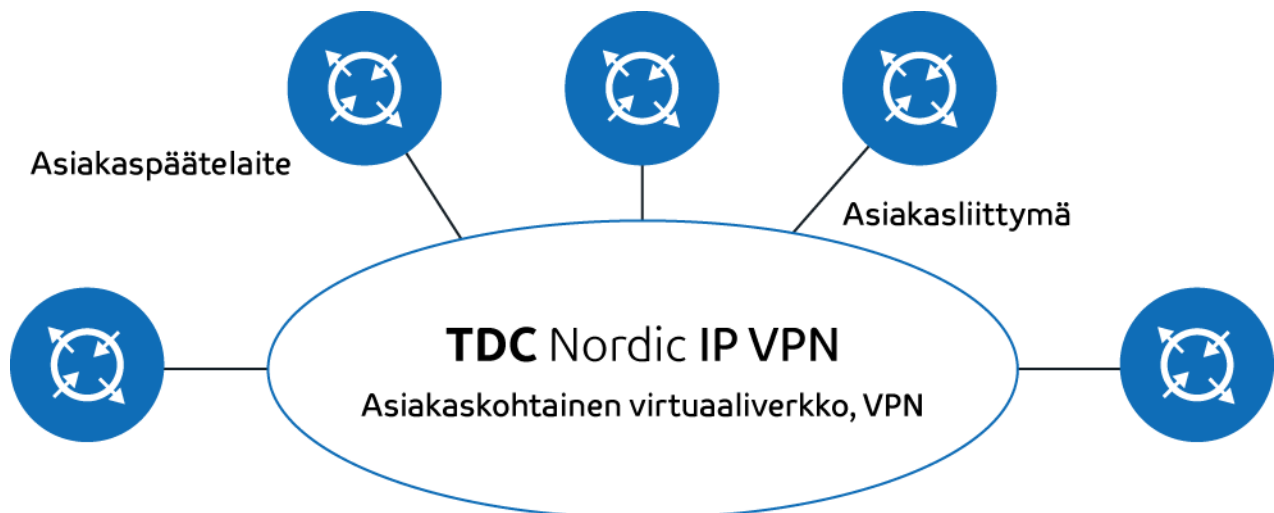 Asiakaspäätelaite
Asiakasliittymä
TDC Nordic IP VPN
Asiakaskohtainen virtuaaliverkko, VPN